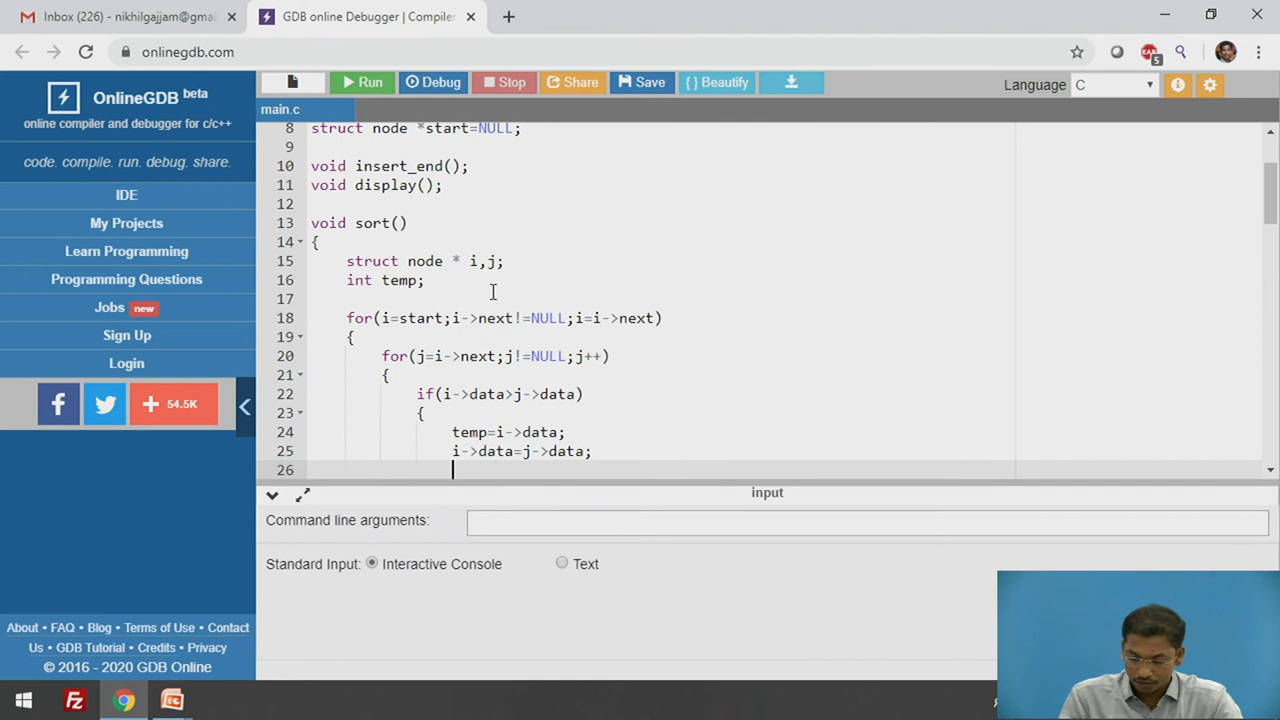 Inbox (226) - nikhilgajjam@gmai
GDB online Debugger | Compiler
onlinegdb.com
OnlineGDB beta
online compiler and debugger for c/c++
code. compile. run. debug. share.
IDE
My Projects
Learn Programming
Programming Questions
Jobs new
Sign Up
Login
f
+ 54.5K
About • FAQ • Blog • Terms of Use • Contact
Us • GDB Tutorial • Credits • Privacy
© 2016 - 2020 GDB Online
Run Debug Stop Share Save { } Beautify
Language C
main.c
8 struct node *start=NULL;
9
10 void insert_end();
11 void display();
12
13 void sort()
14 {
15 struct node * i,j;
16 int temp;
17
18 for(i=start;i->next!=NULL;i=i->next)
19 {
20 for(j=i->next;j!=NULL;j++)
21 {
22 if(i->data>j->data)
23 {
24 temp=i->data;
25 i->data=j->data;
26
input
Command line arguments:
Standard Input: Interactive Console Text